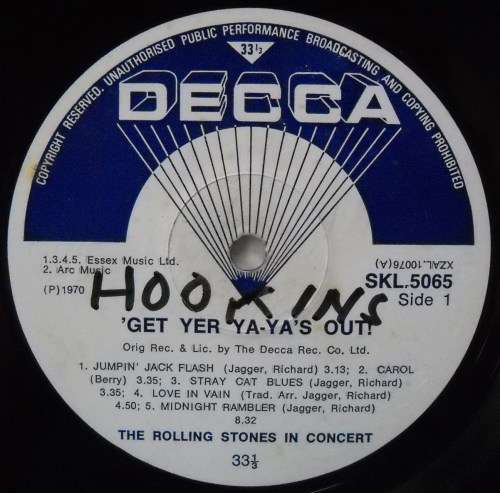 COPYRIGHT RESERVED. UNAUTHORISED PUBLIC PERFORMANCE BROADCASTING AND COPYING PROHIBITED
33 1/3
DECCA
1.3.4.5. Essex Music Ltd.
2. Arc Music
(P)1970
XZAL.10076(A)
SKL.5065
Side 1
HOOKINS
'GET YER YA-YA'S OUT!
Orig Rec. & Lic. by The Decca Rec. Co. Ltd.
1. JUMPIN' JACK FLASH (Jagger, Richard) 3.13; 2. CAROL
(Berry) 3.35; 3. STRAY CAT BLUES (Jagger, Richard)
3.35; 4. LOVE IN VAIN (Trad. Arr. Jagger, Richard)
4.50; 5. MIDNIGHT RAMBLER (Jagger, Richard)
8.32
THE ROLLING STONES IN CONCERT
33⅓